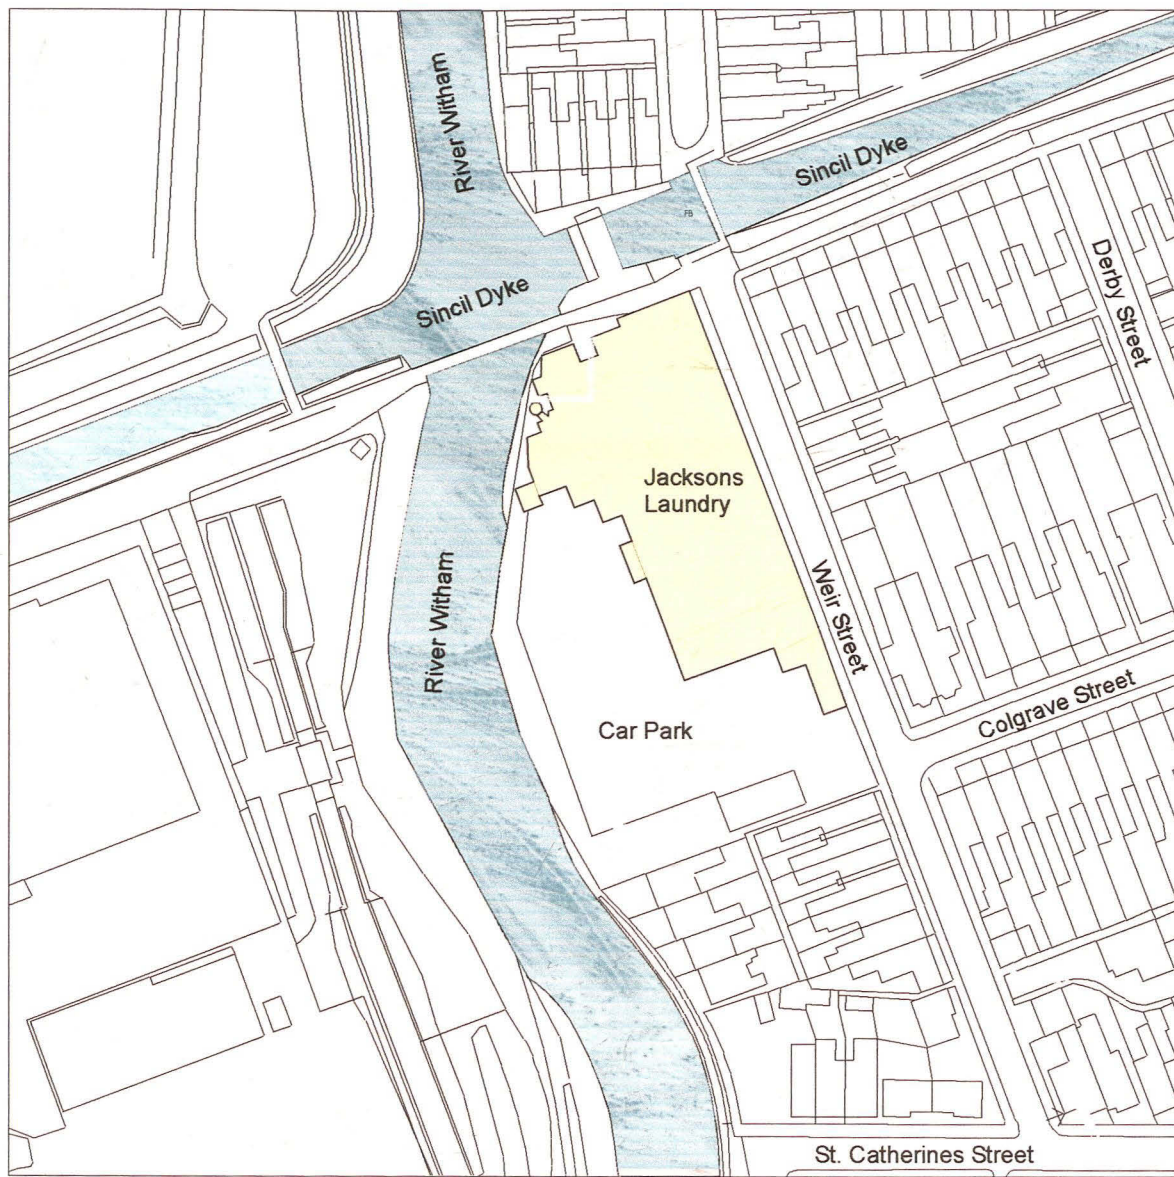 River Witham
Sincil Dyke
FB
Sincil Dyke
Derby Street
Jacksons
Laundry
River Witham
Weir Street
Colgrave Street
Car Park
St. Catherines Street